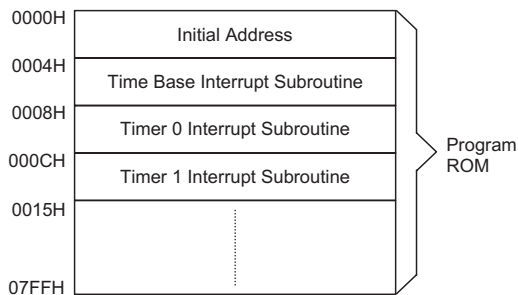 0000H
Initial Address
0004H
Time Base Interrupt Subroutine
0008H
Timer 0 Interrupt Subroutine
000CH
Timer 1 Interrupt Subroutine
0015H
07FFH
Program
ROM